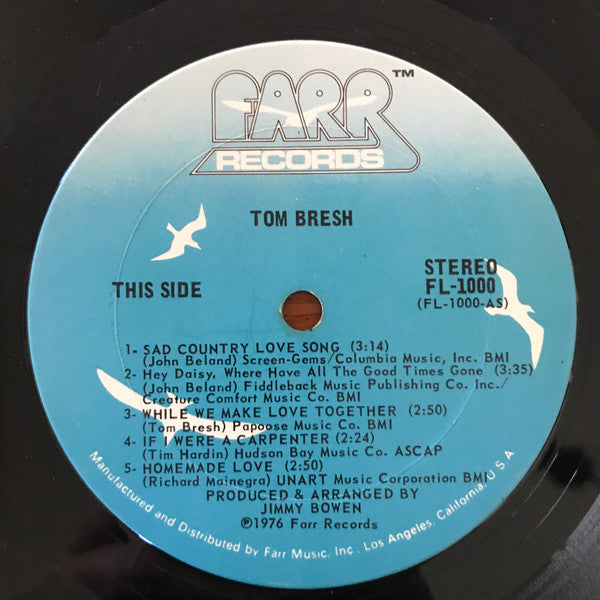 FARR™
RECORDS
TOM BRESH
THIS SIDE
STEREO
FL-1000
(FL-1000-AS)
1- SAD COUNTRY LOVE SONG (3:14)
(John Beland) Screen-Gems/Columbia Music, Inc. BMI
2- Hey Daisy, Where Have All The Good Times Gone (3:35)
(John Beland) Fiddleback Music Publishing Co. Inc./
Creature Comfort Music Co. BMI
3- WHILE WE MAKE LOVE TOGETHER (2:50)
(Tom Bresh) Papoose Music Co. BMI
4- IF I WERE A CARPENTER (2:24)
(Tim Hardin) Hudson Bay Music Co. ASCAP
5- HOMEMADE LOVE (2:50)
(Richard Mainegra) UNART Music Corporation BMI
PRODUCED & ARRANGED BY
JIMMY BOWEN
℗1976 Farr Records
Manufactured and Distributed by Farr Music, Inc., Los Angeles, California, U S A